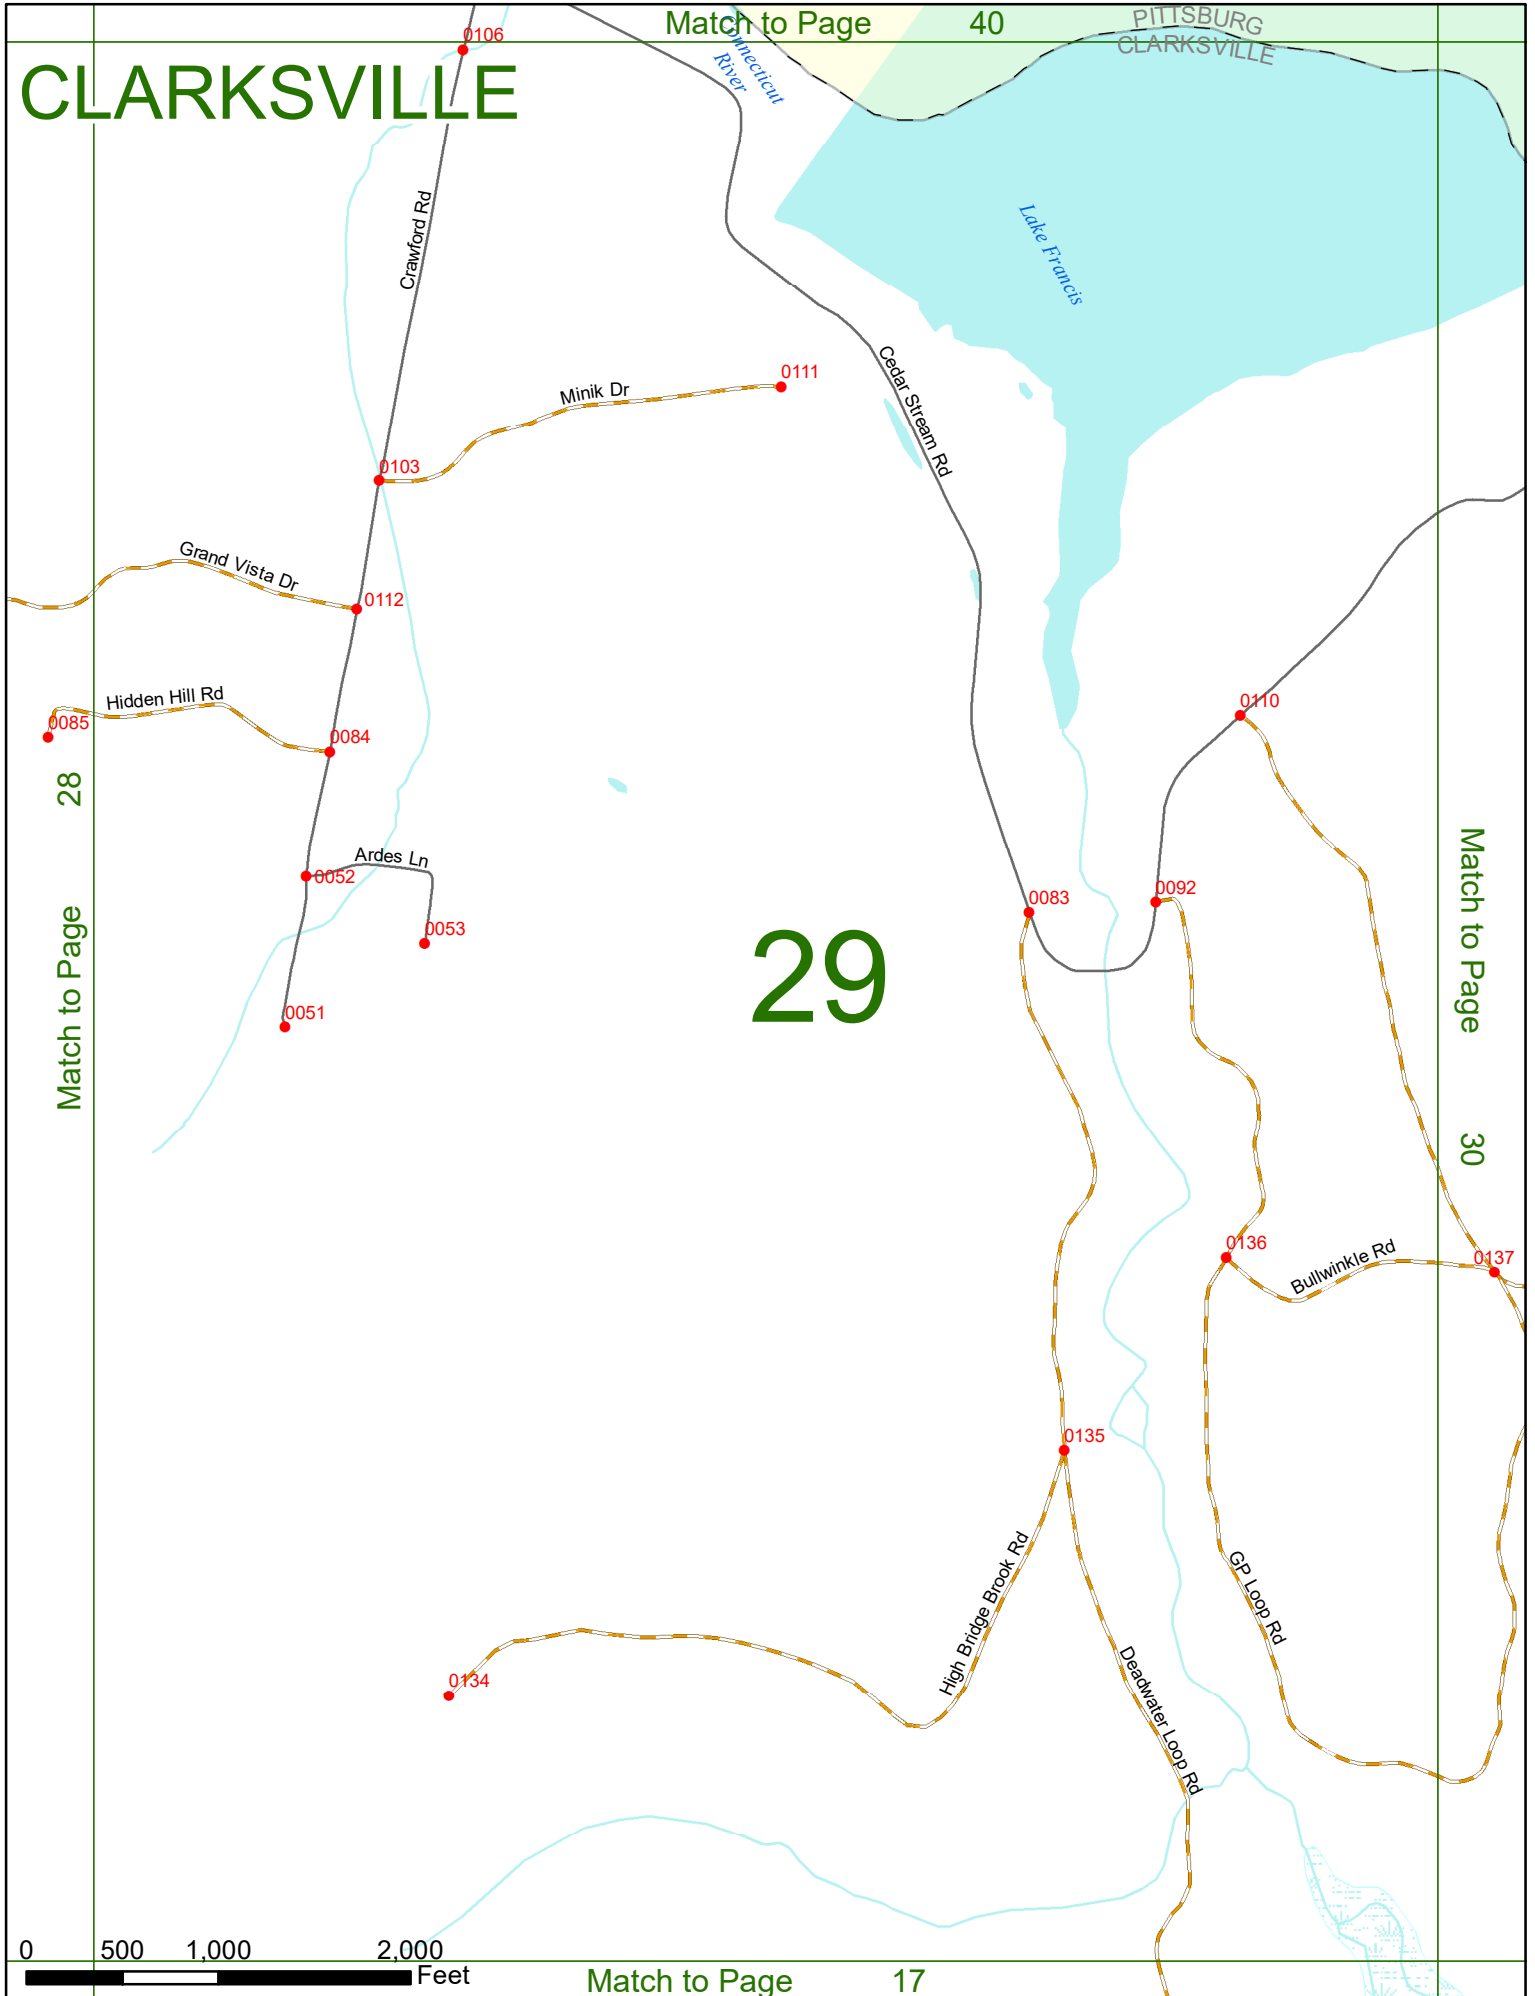 Match to Page 40
PITTSBURG
CLARKSVILLE
0106
Connecticut
River
CLARKSVILLE
Crawford Rd
Lake Francis
Cedar Stream Rd
0111
Minik Dr
0103
Grand Vista Dr
0112
Hidden Hill Rd
0085
0084
0110
Match to Page 28
Ardes Ln
0052
0053
0051
29
0083
0092
Match to Page 30
0136
Bullwinkle Rd
0137
0135
High Bridge Brook Rd
GP Loop Rd
0134
Deadwater Loop Rd
0 500 1,000 2,000
Feet
Match to Page 17